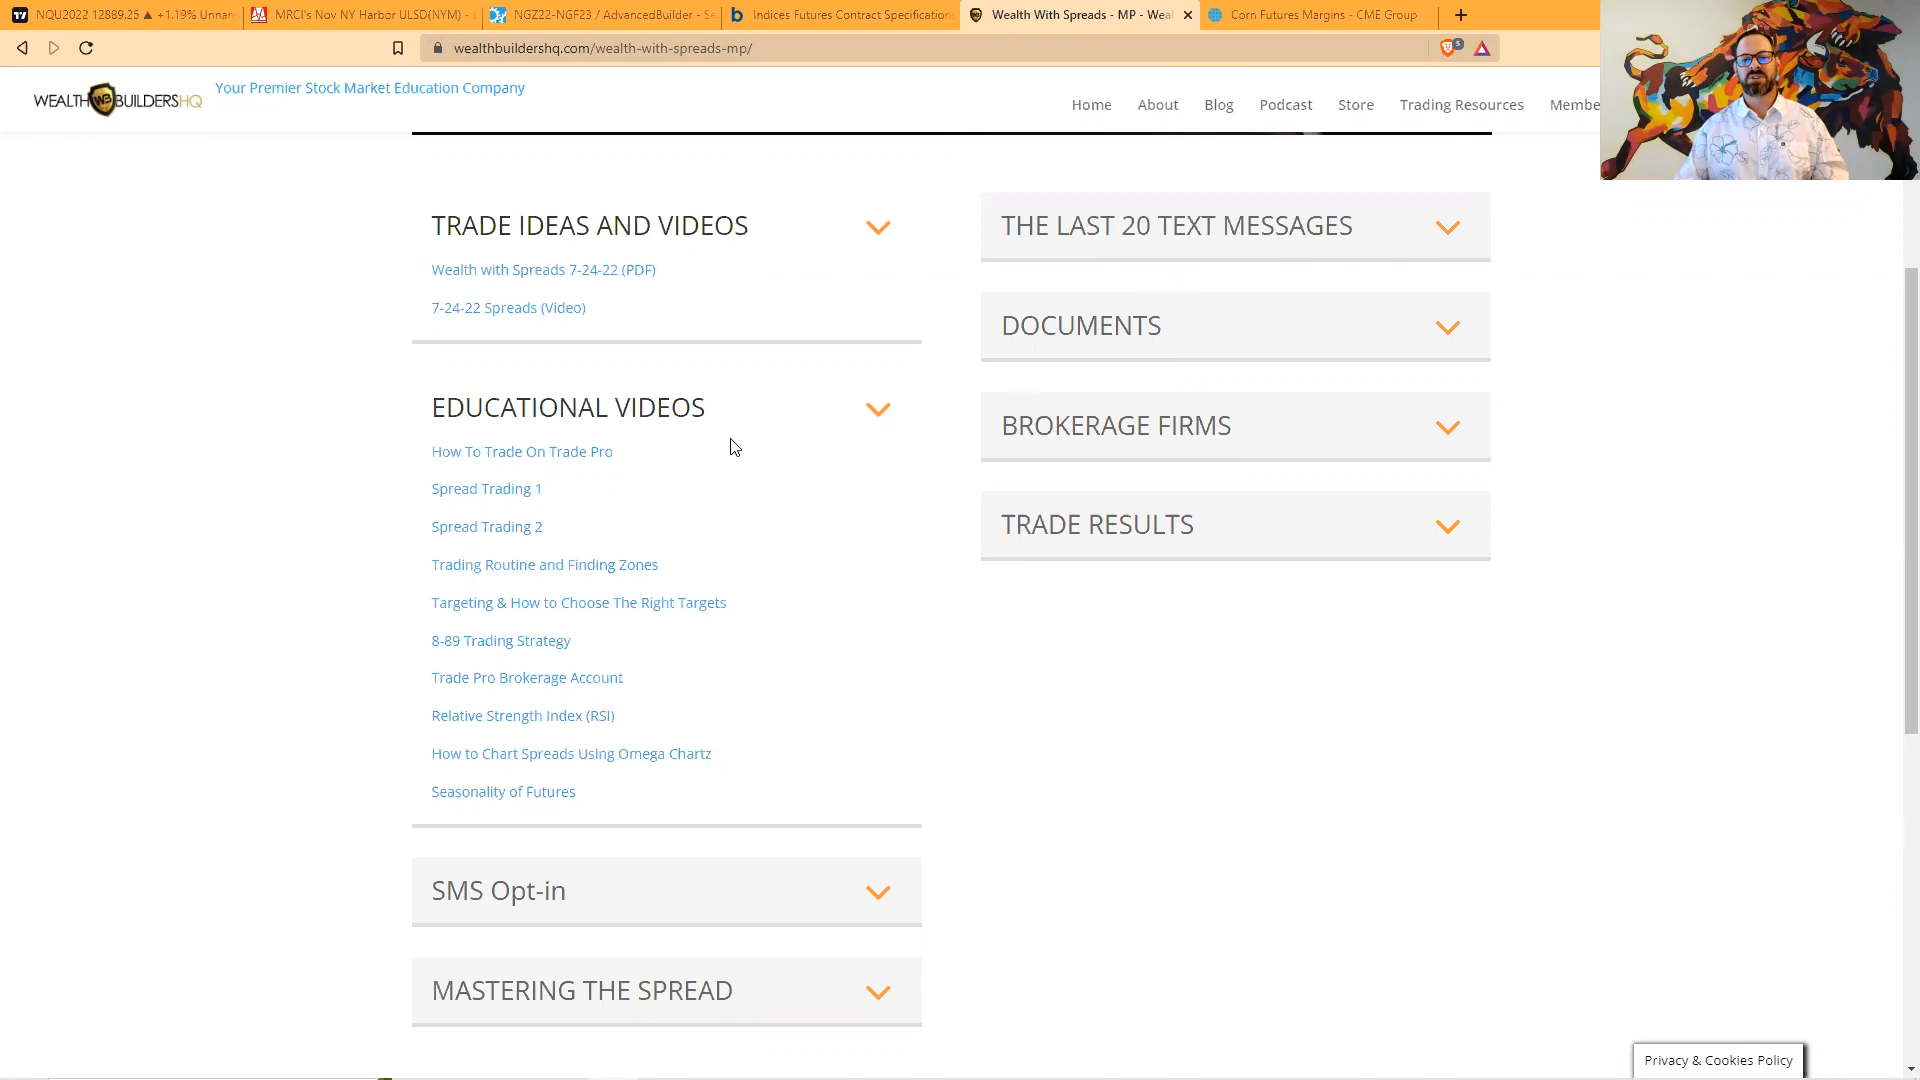 NQU2022 12889.25 ▲ +1.19% Unnar
MRCI's Nov NY Harbor ULSD(NYM) -
NGZ22-NGF23 / AdvancedBuilder - Se
Indices Futures Contract Specifications
Wealth With Spreads - MP - Weal
Corn Futures Margins - CME Group
wealthbuildershq.com/wealth-with-spreads-mp/
5
WEALTH WB BUILDERSHQ
Your Premier Stock Market Education Company
Home About Blog Podcast Store Trading Resources Membe
TRADE IDEAS AND VIDEOS
Wealth with Spreads 7-24-22 (PDF)
7-24-22 Spreads (Video)
EDUCATIONAL VIDEOS
How To Trade On Trade Pro
Spread Trading 1
Spread Trading 2
Trading Routine and Finding Zones
Targeting & How to Choose The Right Targets
8-89 Trading Strategy
Trade Pro Brokerage Account
Relative Strength Index (RSI)
How to Chart Spreads Using Omega Chartz
Seasonality of Futures
SMS Opt-in
MASTERING THE SPREAD
THE LAST 20 TEXT MESSAGES
DOCUMENTS
BROKERAGE FIRMS
TRADE RESULTS
Privacy & Cookies Policy